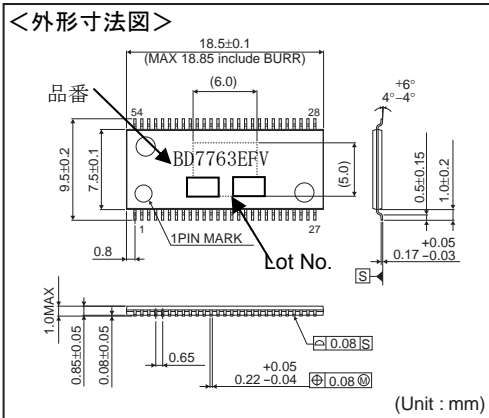 ＜外形寸法図＞
18.5±0.1
(MAX 18.85 include BURR)
(6.0)
品番
54
28
+6°
4°−4°
BD7763EFV
9.5±0.2
7.5±0.1
(5.0)
0.5±0.15
1.0±0.2
1
27
1PIN MARK
0.8
Lot No.
+0.05
0.17 −0.03
S
1.0MAX
0.85±0.05
0.08±0.05
0.65
⌓ 0.08 S
+0.05
0.22 −0.04
⌖ 0.08 Ⓜ
(Unit : mm)